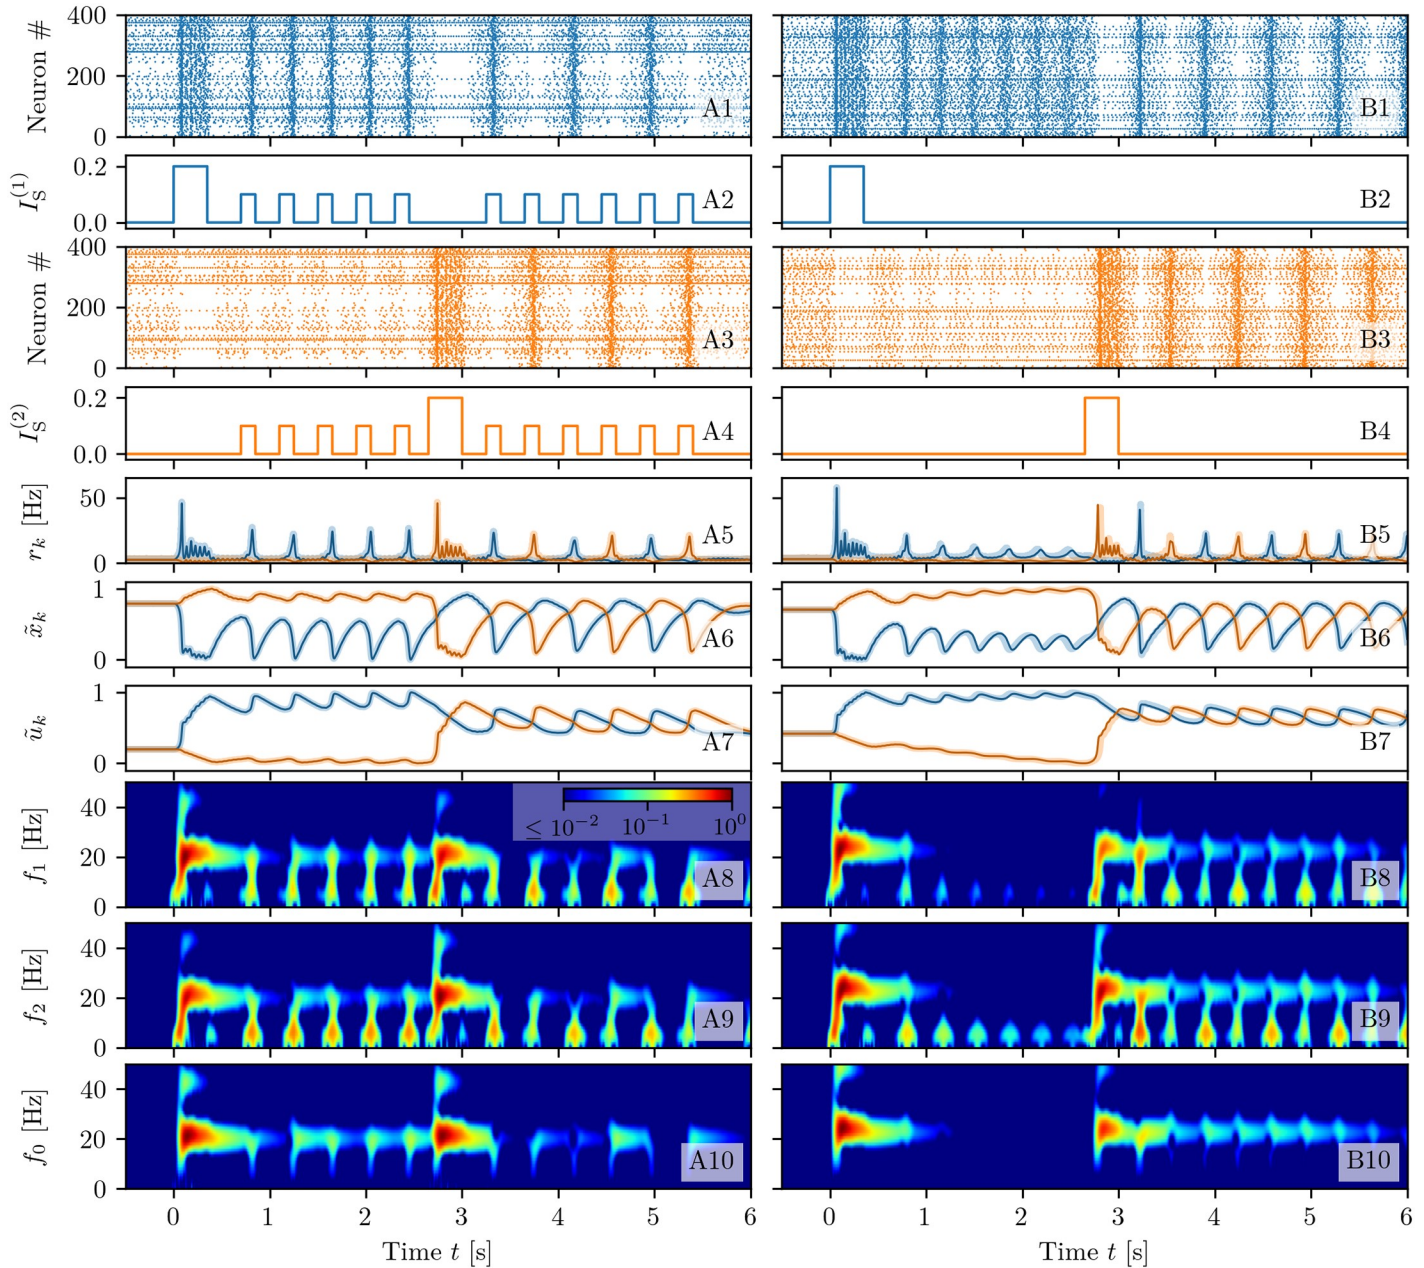 Neuron #
400
200
0
A1
B1
I_S^(1)
0.2
0.0
A2
B2
Neuron #
400
200
0
A3
B3
I_S^(2)
0.2
0.0
A4
B4
r_k [Hz]
50
0
A5
B5
x̃_k
1
0
A6
B6
ũ_k
1
0
A7
B7
f_1 [Hz]
40
20
0
≤ 10^-2 10^-1 10^0
A8
B8
f_2 [Hz]
40
20
0
A9
B9
f_0 [Hz]
40
20
0
A10
B10
0 1 2 3 4 5 6
0 1 2 3 4 5 6
Time t [s]
Time t [s]